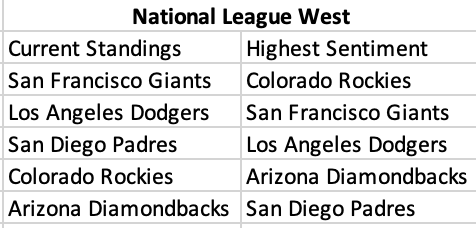 National League West
Current Standings Highest Sentiment
San Francisco Giants Colorado Rockies
Los Angeles Dodgers San Francisco Giants
San Diego Padres Los Angeles Dodgers
Colorado Rockies Arizona Diamondbacks
Arizona Diamondbacks San Diego Padres